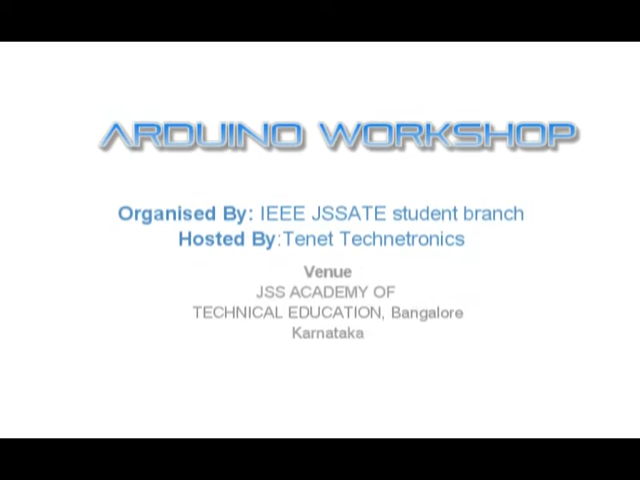 ARDUINO WORKSHOP
Organised By: IEEE JSSATE student branch
Hosted By:Tenet Technetronics
Venue
JSS ACADEMY OF
TECHNICAL EDUCATION, Bangalore
Karnataka